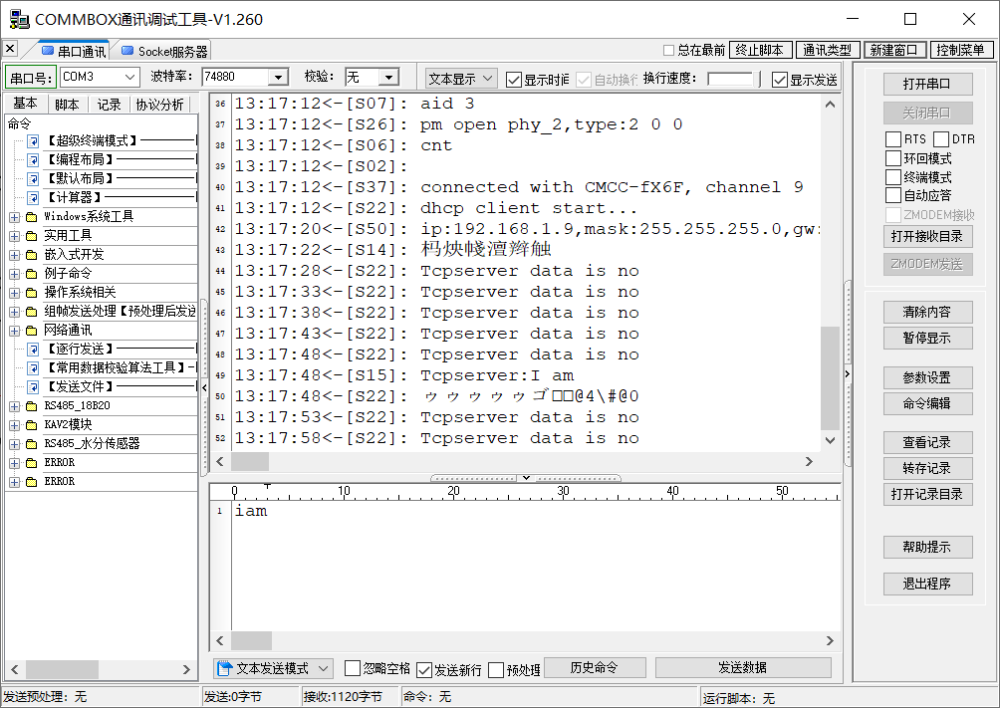 COMMBOX通讯调试工具-V1.260
串口通讯 Socket服务器
总在最前 终止脚本 通讯类型 新建窗口 控制菜单
串口号: COM3 波特率: 74880 校验: 无 文本显示 显示时间 自动换行 换行速度: 显示发送
基本 脚本 记录 协议分析
命令
【超级终端模式】
【编程布局】
【默认布局】
【计算器】
Windows系统工具
实用工具
嵌入式开发
例子命令
操作系统相关
组帧发送处理【预处理后发送
网络通讯
【逐行发送】
【常用数据校验算法工具】
【发送文件】
RS485_18B20
KAV2模块
RS485_水分传感器
ERROR
ERROR
36 13:17:12<-[S07]: aid 3
37 13:17:12<-[S26]: pm open phy_2,type:2 0 0
38 13:17:12<-[S06]: cnt
39 13:17:12<-[S02]:
40 13:17:12<-[S37]: connected with CMCC-fX6F, channel 9
41 13:17:12<-[S22]: dhcp client start...
42 13:17:20<-[S50]: ip:192.168.1.9,mask:255.255.255.0,gw:
43 13:17:22<-[S14]:
44 13:17:28<-[S22]: Tcpserver data is no
45 13:17:33<-[S22]: Tcpserver data is no
46 13:17:38<-[S22]: Tcpserver data is no
47 13:17:43<-[S22]: Tcpserver data is no
48 13:17:48<-[S22]: Tcpserver data is no
49 13:17:48<-[S15]: Tcpserver:I am
50 13:17:48<-[S22]: ゥゥゥゥゥゴ□□@4\#@0
51 13:17:53<-[S22]: Tcpserver data is no
52 13:17:58<-[S22]: Tcpserver data is no
0 10 20 30 40 50
1 iam
文本发送模式 忽略空格 发送新行 预处理 历史命令 发送数据
打开串口
关闭串口
RTS DTR
环回模式
终端模式
自动应答
ZMODEM接收
打开接收目录
ZMODEM发送
清除内容
暂停显示
参数设置
命令编辑
查看记录
转存记录
打开记录目录
帮助提示
退出程序
发送预处理: 无 发送:0字节 接收:1120字节 命令: 无 运行脚本: 无